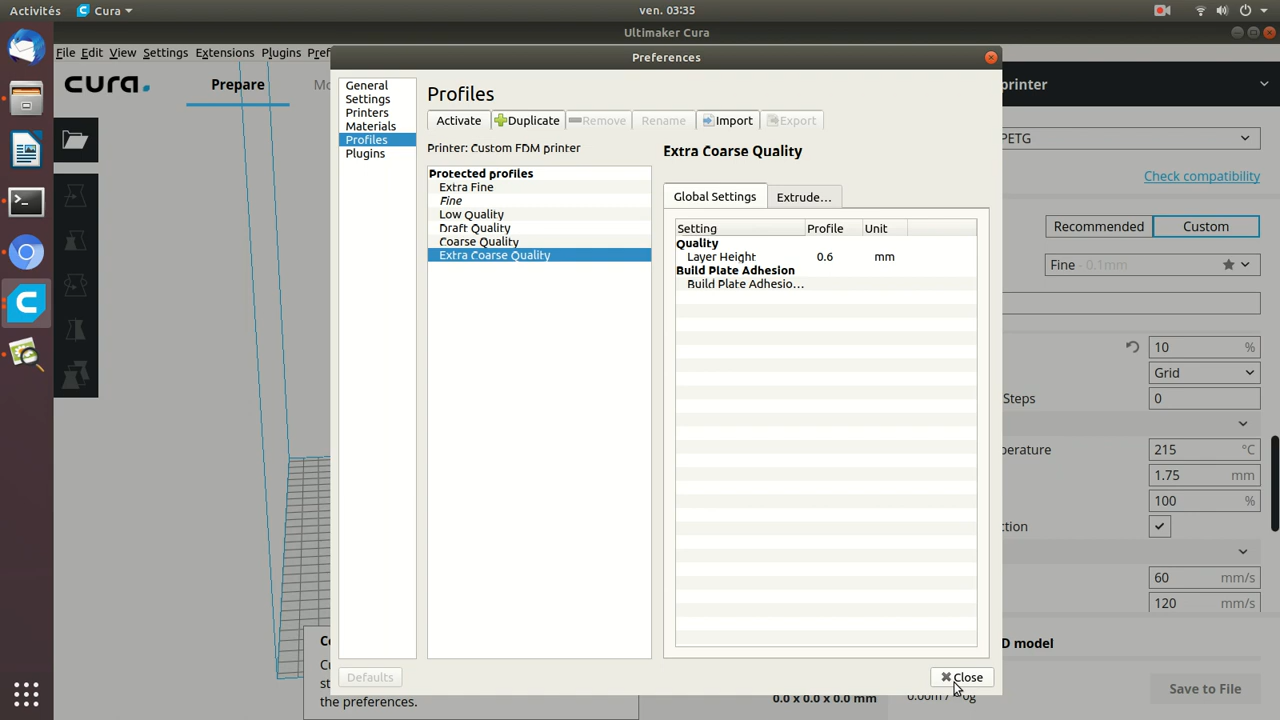 Activités
Cura
ven. 03:35
Ultimaker Cura
File Edit View Settings Extensions Plugins Pref
Preferences
cura.
Prepare
Mo
printer
General
Settings
Printers
Materials
Profiles
Plugins
Profiles
Activate Duplicate Remove Rename Import Export
Printer: Custom FDM printer
Protected profiles
Extra Fine
Fine
Low Quality
Draft Quality
Coarse Quality
Extra Coarse Quality
Extra Coarse Quality
Global Settings Extrude...
Setting Profile Unit
Quality
Layer Height 0.6 mm
Build Plate Adhesion
Build Plate Adhesio...
PETG
Check compatibility
Recommended Custom
Fine - 0.1mm
10 %
Grid
Steps 0
perature 215 °C
1.75 mm
100 %
ction
60 mm/s
120 mm/s
D model
Defaults
Close
the preferences.
0.0 x 0.0 x 0.0 mm
Save to File